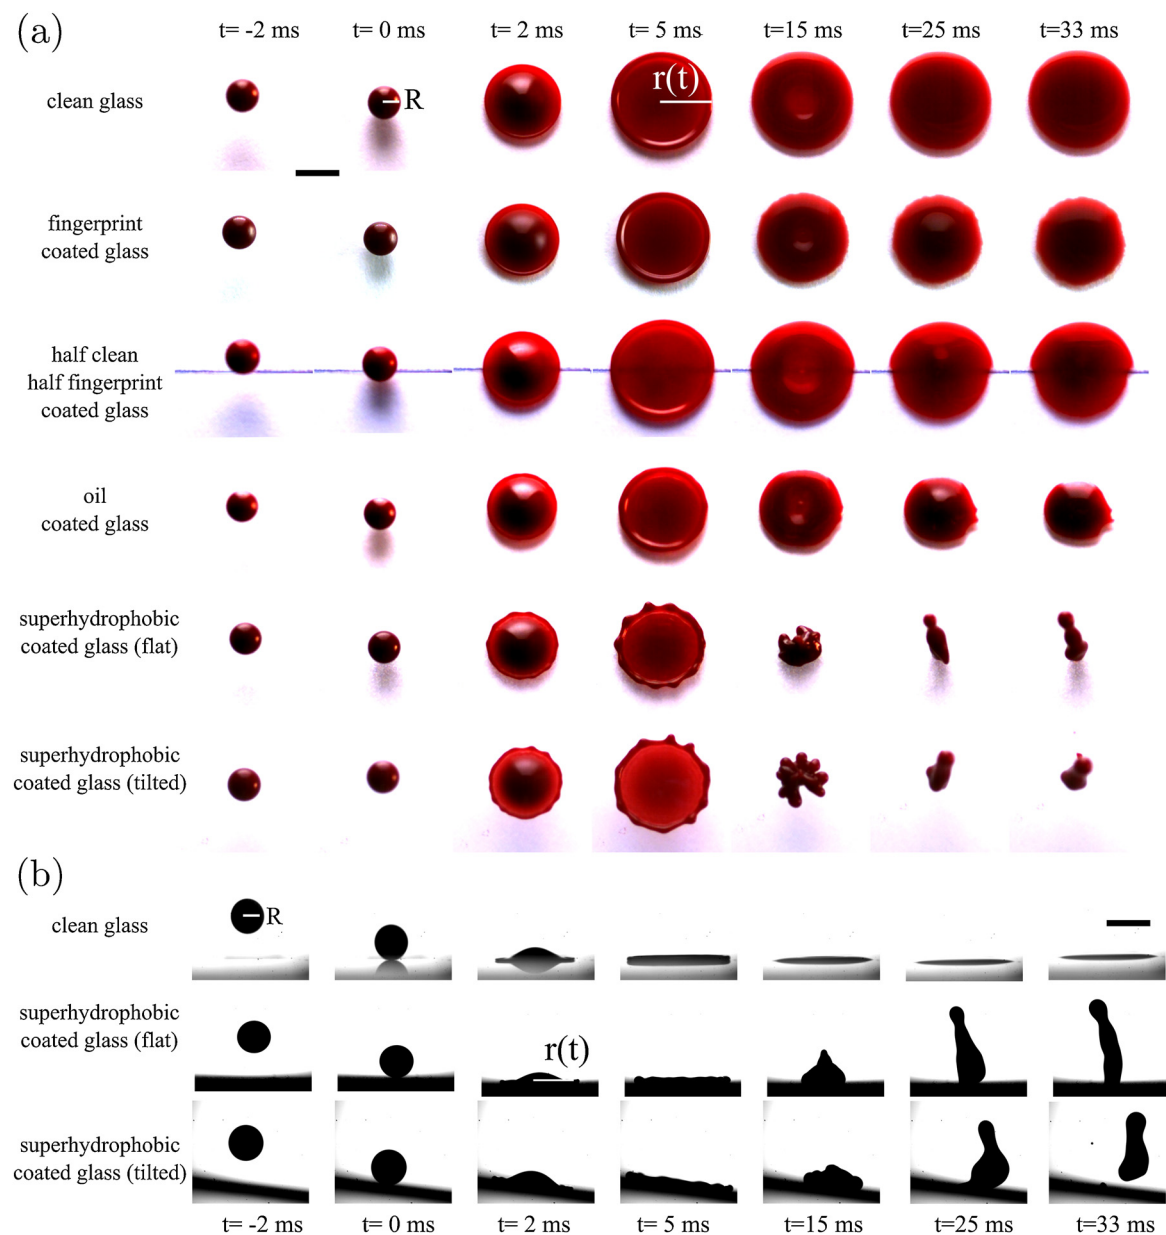 (a)
t= -2 ms
t= 0 ms
t= 2 ms
t= 5 ms
t=15 ms
t=25 ms
t=33 ms
clean glass
R
r(t)
fingerprint
coated glass
half clean
half fingerprint
coated glass
oil
coated glass
superhydrophobic
coated glass (flat)
superhydrophobic
coated glass (tilted)
(b)
clean glass
R
superhydrophobic
coated glass (flat)
r(t)
superhydrophobic
coated glass (tilted)
t= -2 ms
t= 0 ms
t= 2 ms
t= 5 ms
t=15 ms
t=25 ms
t=33 ms